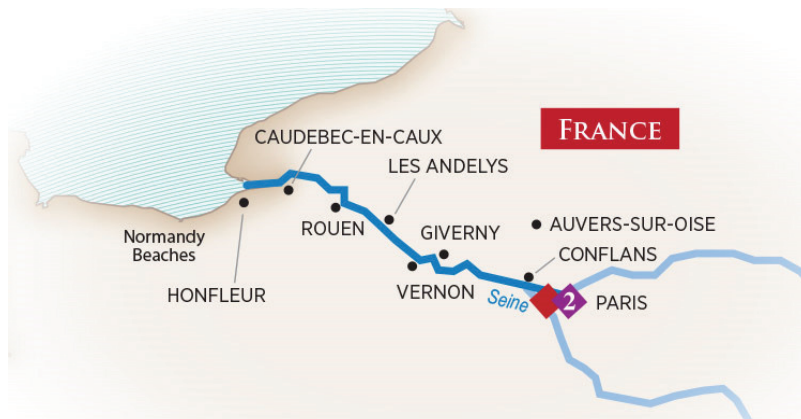 FRANCE
CAUDEBEC-EN-CAUX
LES ANDELYS
ROUEN
GIVERNY
AUVERS-SUR-OISE
Normandy
Beaches
CONFLANS
HONFLEUR
VERNON
Seine
2
PARIS